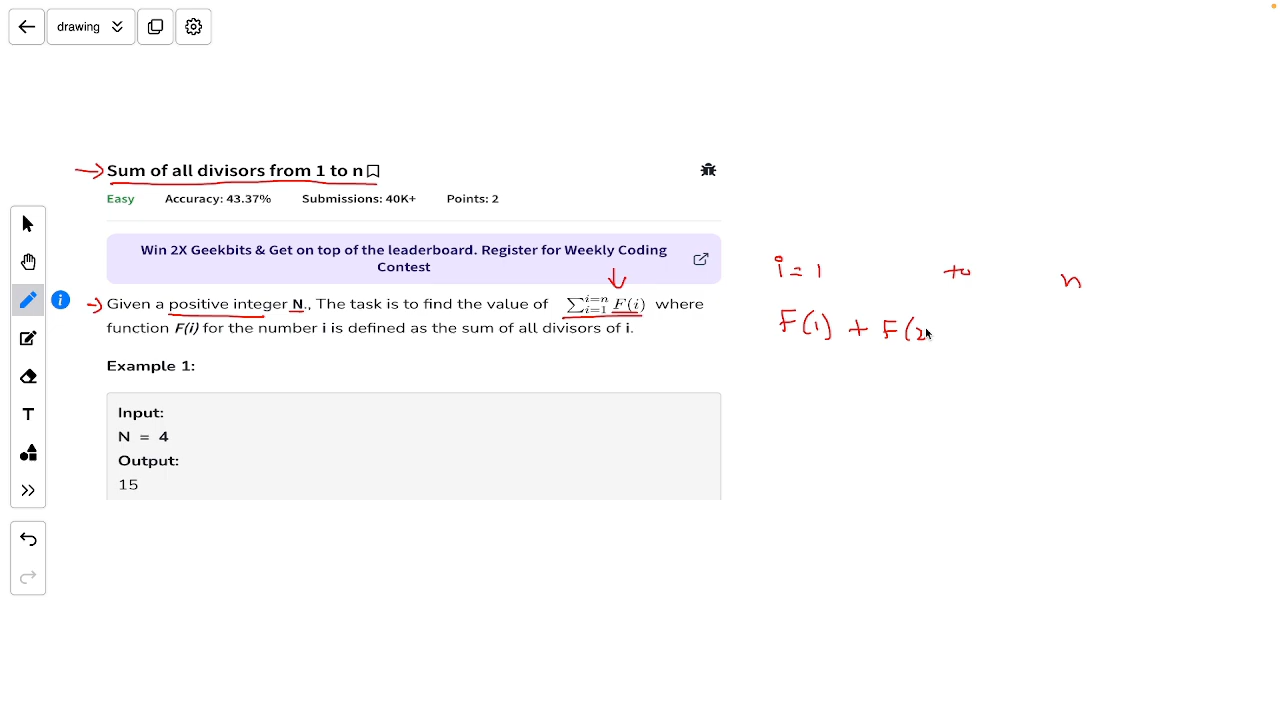 drawing
Sum of all divisors from 1 to n
Easy Accuracy: 43.37% Submissions: 40K+ Points: 2
Win 2X Geekbits & Get on top of the leaderboard. Register for Weekly Coding
Contest
i = 1 to n
Given a positive integer N., The task is to find the value of ∑_{i=1}^{i=n} F(i) where
function F(i) for the number i is defined as the sum of all divisors of i.
F(1) + F(2
Example 1:
Input:
N = 4
Output:
15
T